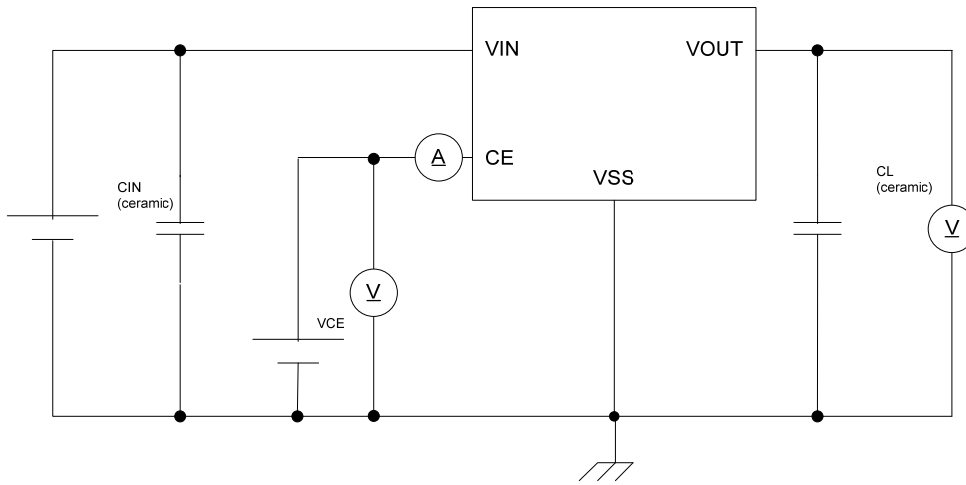 VIN
VOUT
A
CE
VSS
CIN
(ceramic)
CL
(ceramic)
V
V
VCE